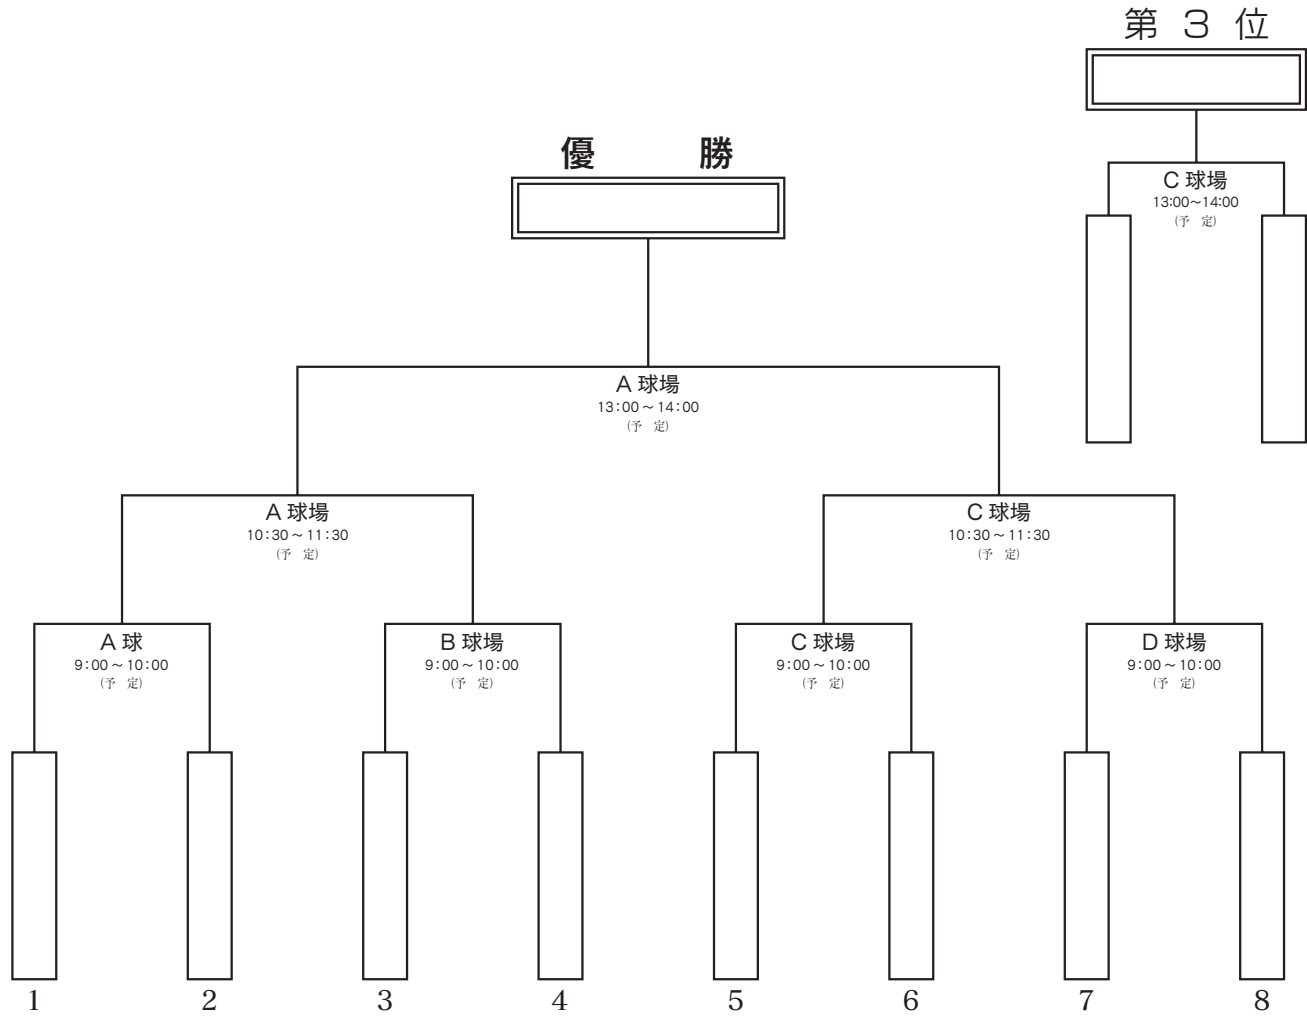 第 3 位
C 球場
13:00~14:00
(予 定)
優 勝
A 球場
13:00~14:00
(予 定)
A 球場
10:30~11:30
(予 定)
C 球場
10:30~11:30
(予 定)
A 球
9:00~10:00
(予 定)
B 球場
9:00~10:00
(予 定)
C 球場
9:00~10:00
(予 定)
D 球場
9:00~10:00
(予 定)
1 2 3 4 5 6 7 8